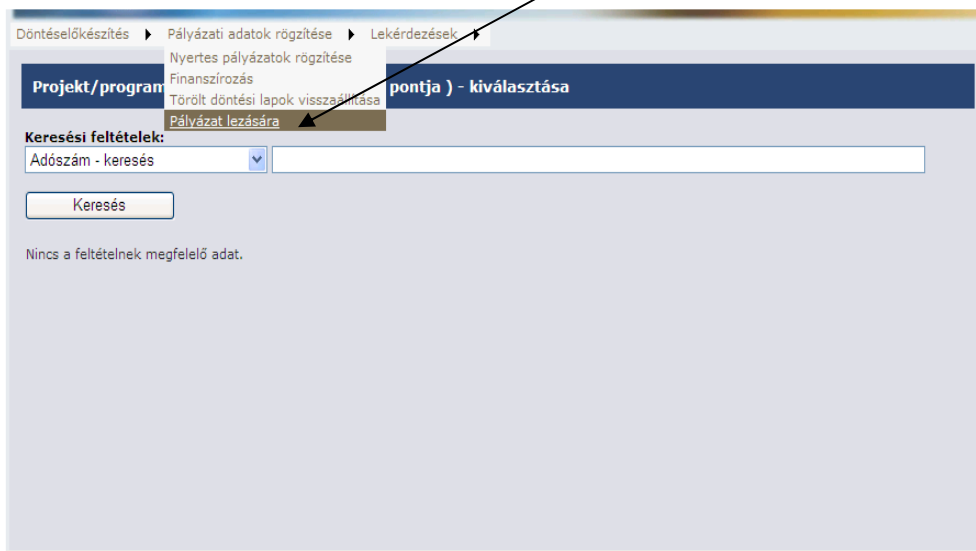 Döntéselőkészítés Pályázati adatok rögzítése Lekérdezések
Nyertes pályázatok rögzítése
Finanszírozás
Törölt döntési lapok visszaállítása
Pályázat lezására
Projekt/program pontja ) - kiválasztása
Keresési feltételek:
Adószám - keresés
Keresés
Nincs a feltételnek megfelelő adat.